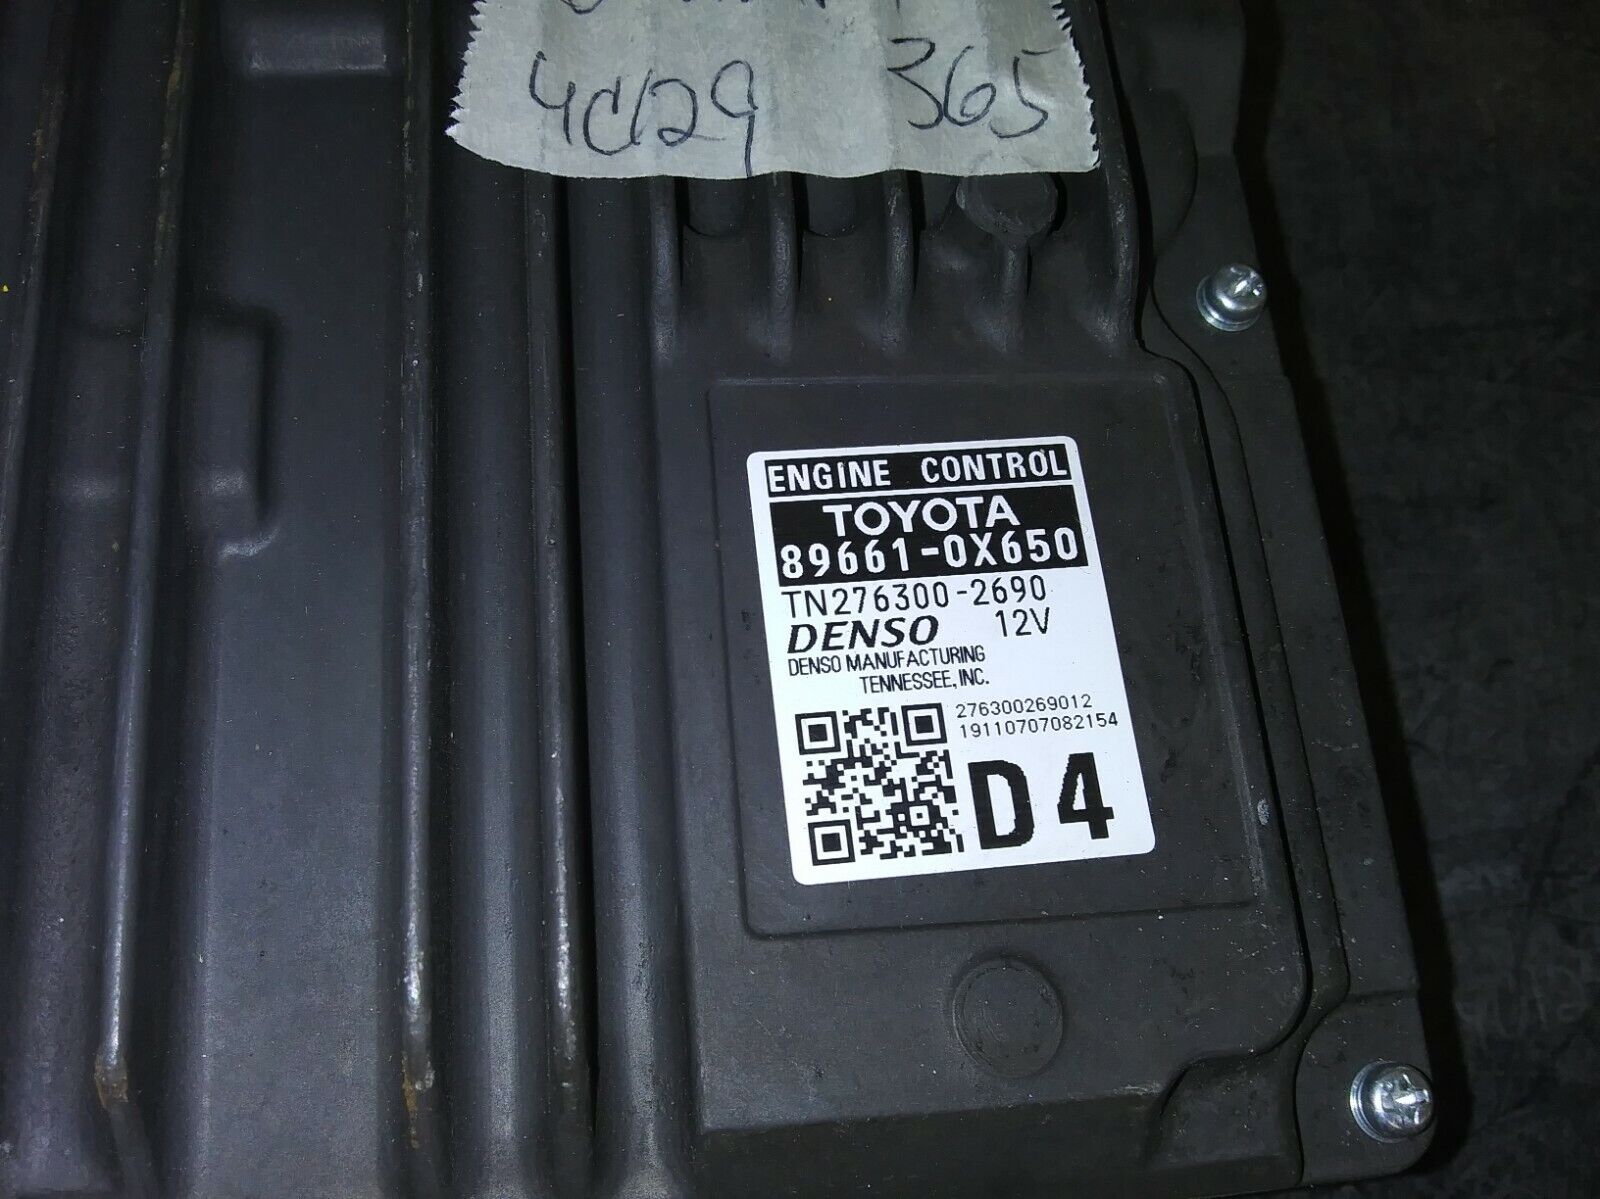 4C129 365
ENGINE CONTROL
TOYOTA
89661-0X650
TN276300-2690
DENSO 12V
DENSO MANUFACTURING
TENNESSEE, INC.
276300269012
19110707082154
D4